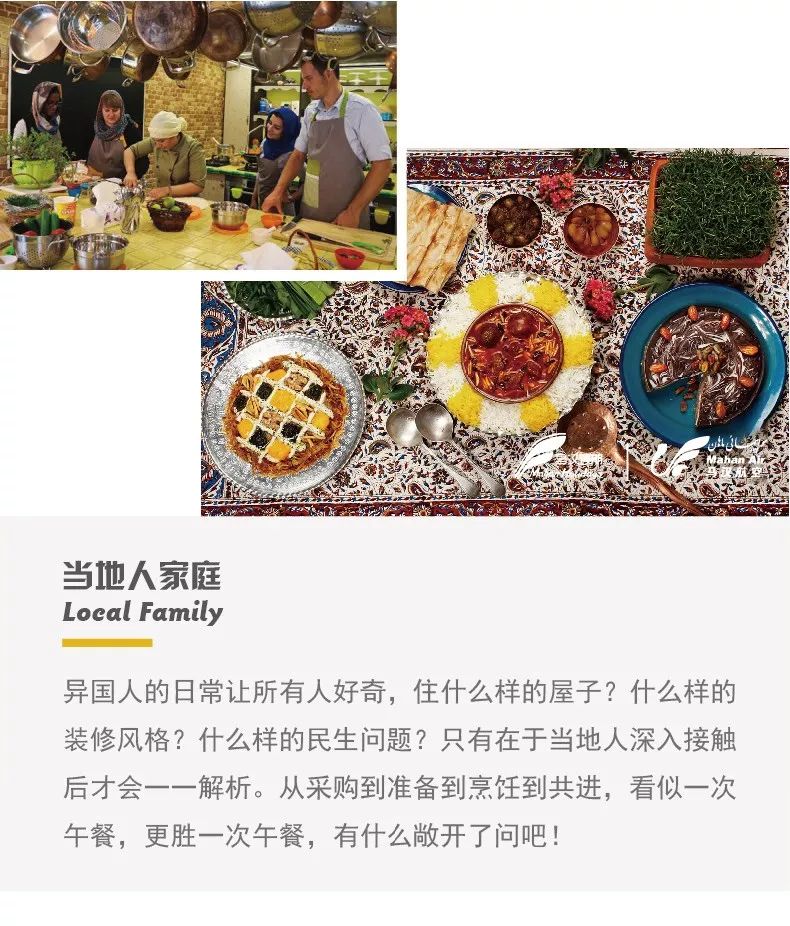 Mahan Air
当地人家庭
Local Family
异国人的日常让所有人好奇，住什么样的屋子？什么样的
装修风格？什么样的民生问题？只有在于当地人深入接触
后才会一一解析。从采购到准备到烹饪到共进，看似一次
午餐，更胜一次午餐，有什么敞开了问吧！